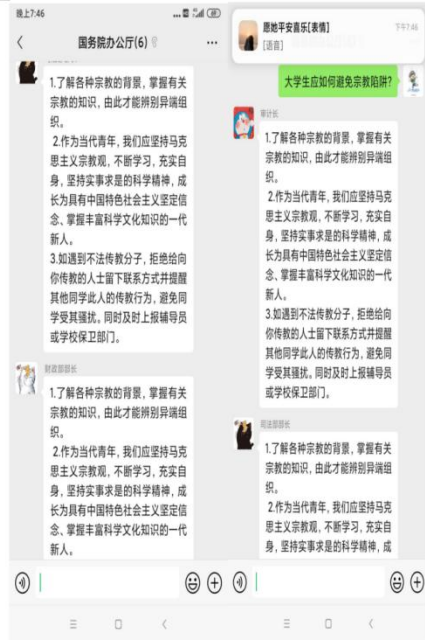 晚上7:46
国务院办公厅(6)
1.了解各种宗教的背景，掌握有关
宗教的知识，由此才能辨别异端组
织。
2.作为当代青年，我们应坚持马克
思主义宗教观，不断学习，充实自
身，坚持实事求是的科学精神，成
长为具有中国特色社会主义坚定信
念、掌握丰富科学文化知识的一代
新人。
3.如遇到不法传教分子，拒绝给向
你传教的人士留下联系方式并提醒
其他同学此人的传教行为，避免同
学受其骚扰。同时及时上报辅导员
或学校保卫部门。
财政部部长
1.了解各种宗教的背景，掌握有关
宗教的知识，由此才能辨别异端组
织。
2.作为当代青年，我们应坚持马克
思主义宗教观，不断学习，充实自
身，坚持实事求是的科学精神，成
长为具有中国特色社会主义坚定信
念、掌握丰富科学文化知识的一代
新人。
愿她平安喜乐[表情]
下午7:46
[语音]
大学生应如何避免宗教陷阱？
审计长
1.了解各种宗教的背景，掌握有关
宗教的知识，由此才能辨别异端组
织。
2.作为当代青年，我们应坚持马克
思主义宗教观，不断学习，充实自
身，坚持实事求是的科学精神，成
长为具有中国特色社会主义坚定信
念、掌握丰富科学文化知识的一代
新人。
3.如遇到不法传教分子，拒绝给向
你传教的人士留下联系方式并提醒
其他同学此人的传教行为，避免同
学受其骚扰。同时及时上报辅导员
或学校保卫部门。
司法部部长
1.了解各种宗教的背景，掌握有关
宗教的知识，由此才能辨别异端组
织。
2.作为当代青年，我们应坚持马克
思主义宗教观，不断学习，充实自
身，坚持实事求是的科学精神，成